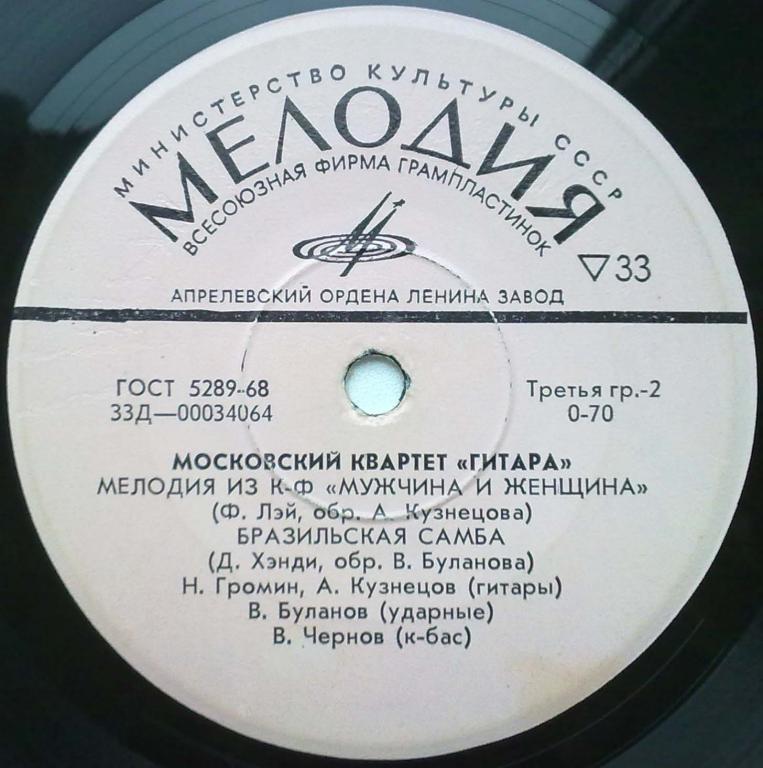 МИНИСТЕРСТВО КУЛЬТУРЫ СССР
МЕЛОДИЯ
ВСЕСОЮЗНАЯ ФИРМА ГРАМПЛАСТИНОК
▽33
АПРЕЛЕВСКИЙ ОРДЕНА ЛЕНИНА ЗАВОД
ГОСТ 5289-68 Третья гр.-2
33Д—00034064 0-70
МОСКОВСКИЙ КВАРТЕТ «ГИТАРА»
МЕЛОДИЯ ИЗ К-Ф «МУЖЧИНА И ЖЕНЩИНА»
(Ф. Лэй, обр. А. Кузнецова)
БРАЗИЛЬСКАЯ САМБА
(Д. Хэнди, обр. В. Буланова)
Н. Громин, А. Кузнецов (гитары)
В. Буланов (ударные)
В. Чернов (к-бас)